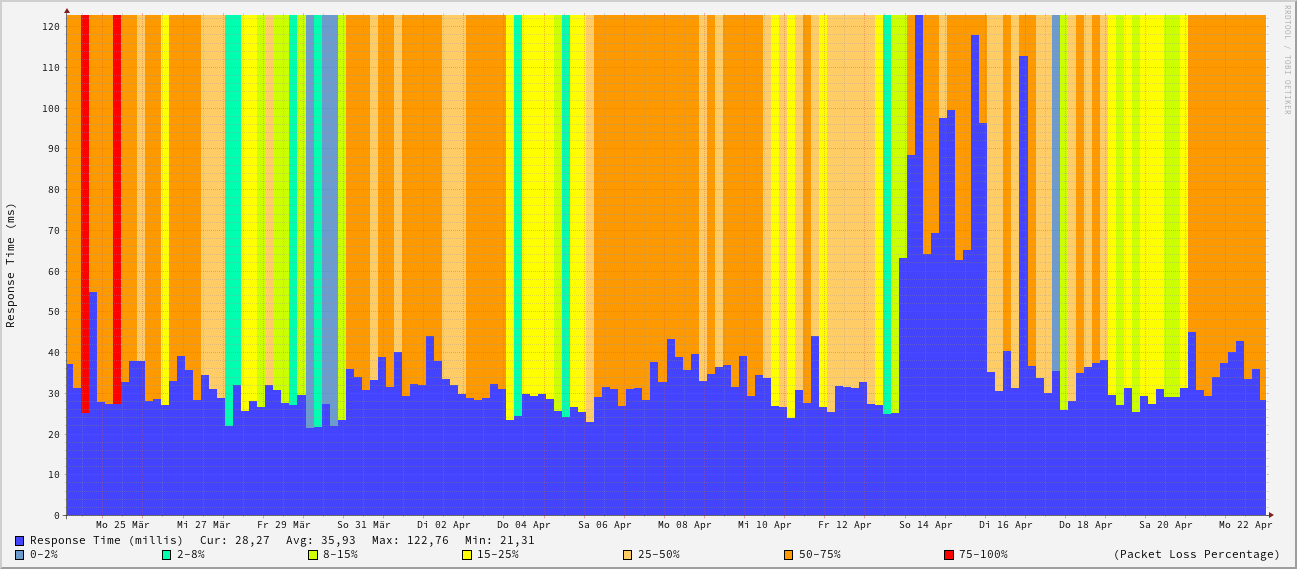 RRDTOOL / TOBI OETIKER
Response Time (ms)
120
110
100
90
80
70
60
50
40
30
20
10
0
Mo 25 Mär Mi 27 Mär Fr 29 Mär So 31 Mär Di 02 Apr Do 04 Apr Sa 06 Apr Mo 08 Apr Mi 10 Apr Fr 12 Apr So 14 Apr Di 16 Apr Do 18 Apr Sa 20 Apr Mo 22 Apr
Response Time (millis) Cur: 28,27 Avg: 35,93 Max: 122,76 Min: 21,31
0-2% 2-8% 8-15% 15-25% 25-50% 50-75% 75-100% (Packet Loss Percentage)